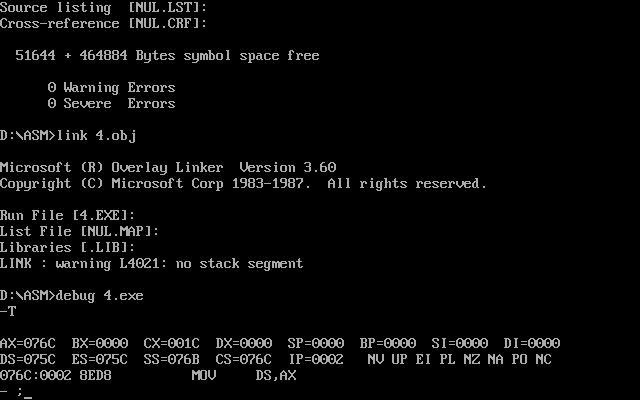 Source listing  [NUL.LST]:
Cross-reference [NUL.CRF]:
51644 + 464884 Bytes symbol space free
0 Warning Errors
0 Severe  Errors
D:\ASM>link 4.obj
Microsoft (R) Overlay Linker  Version 3.60
Copyright (C) Microsoft Corp 1983-1987.  All rights reserved.
Run File [4.EXE]:
List File [NUL.MAP]:
Libraries [.LIB]:
LINK : warning L4021: no stack segment
D:\ASM>debug 4.exe
-T
AX=076C  BX=0000  CX=001C  DX=0000  SP=0000  BP=0000  SI=0000  DI=0000
DS=075C  ES=075C  SS=076B  CS=076C  IP=0002   NV UP EI PL NZ NA PO NC
076C:0002 8ED8          MOV     DS,AX
- ;_